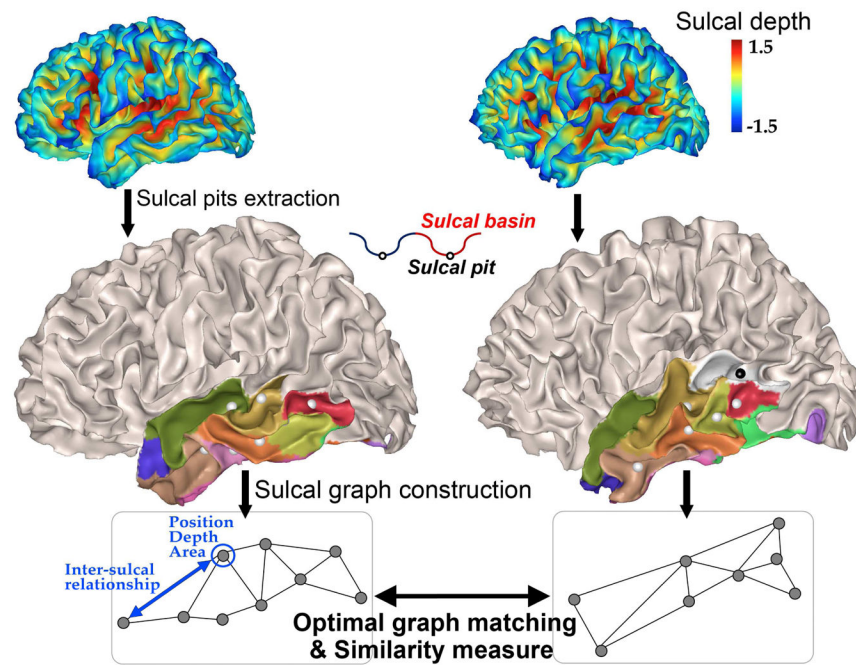 Sulcal depth
1.5
-1.5
Sulcal pits extraction
Sulcal basin
Sulcal pit
Sulcal graph construction
Position
Depth
Area
Inter-sulcal
relationship
Optimal graph matching
& Similarity measure